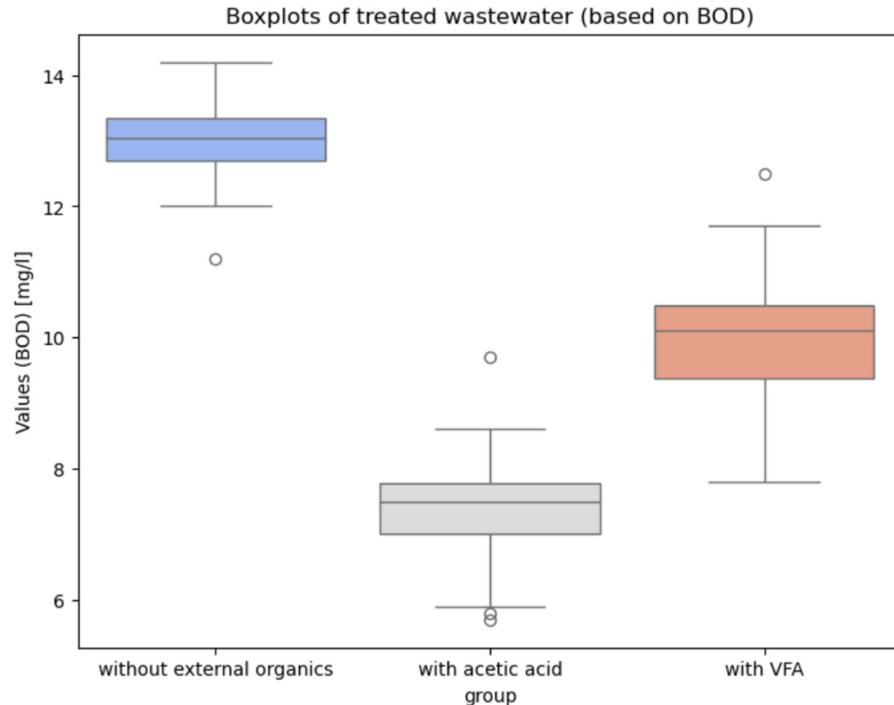 Boxplots of treated wastewater (based on BOD)
Values (BOD) [mg/l]
14
12
10
8
6
without external organics
with acetic acid
with VFA
group